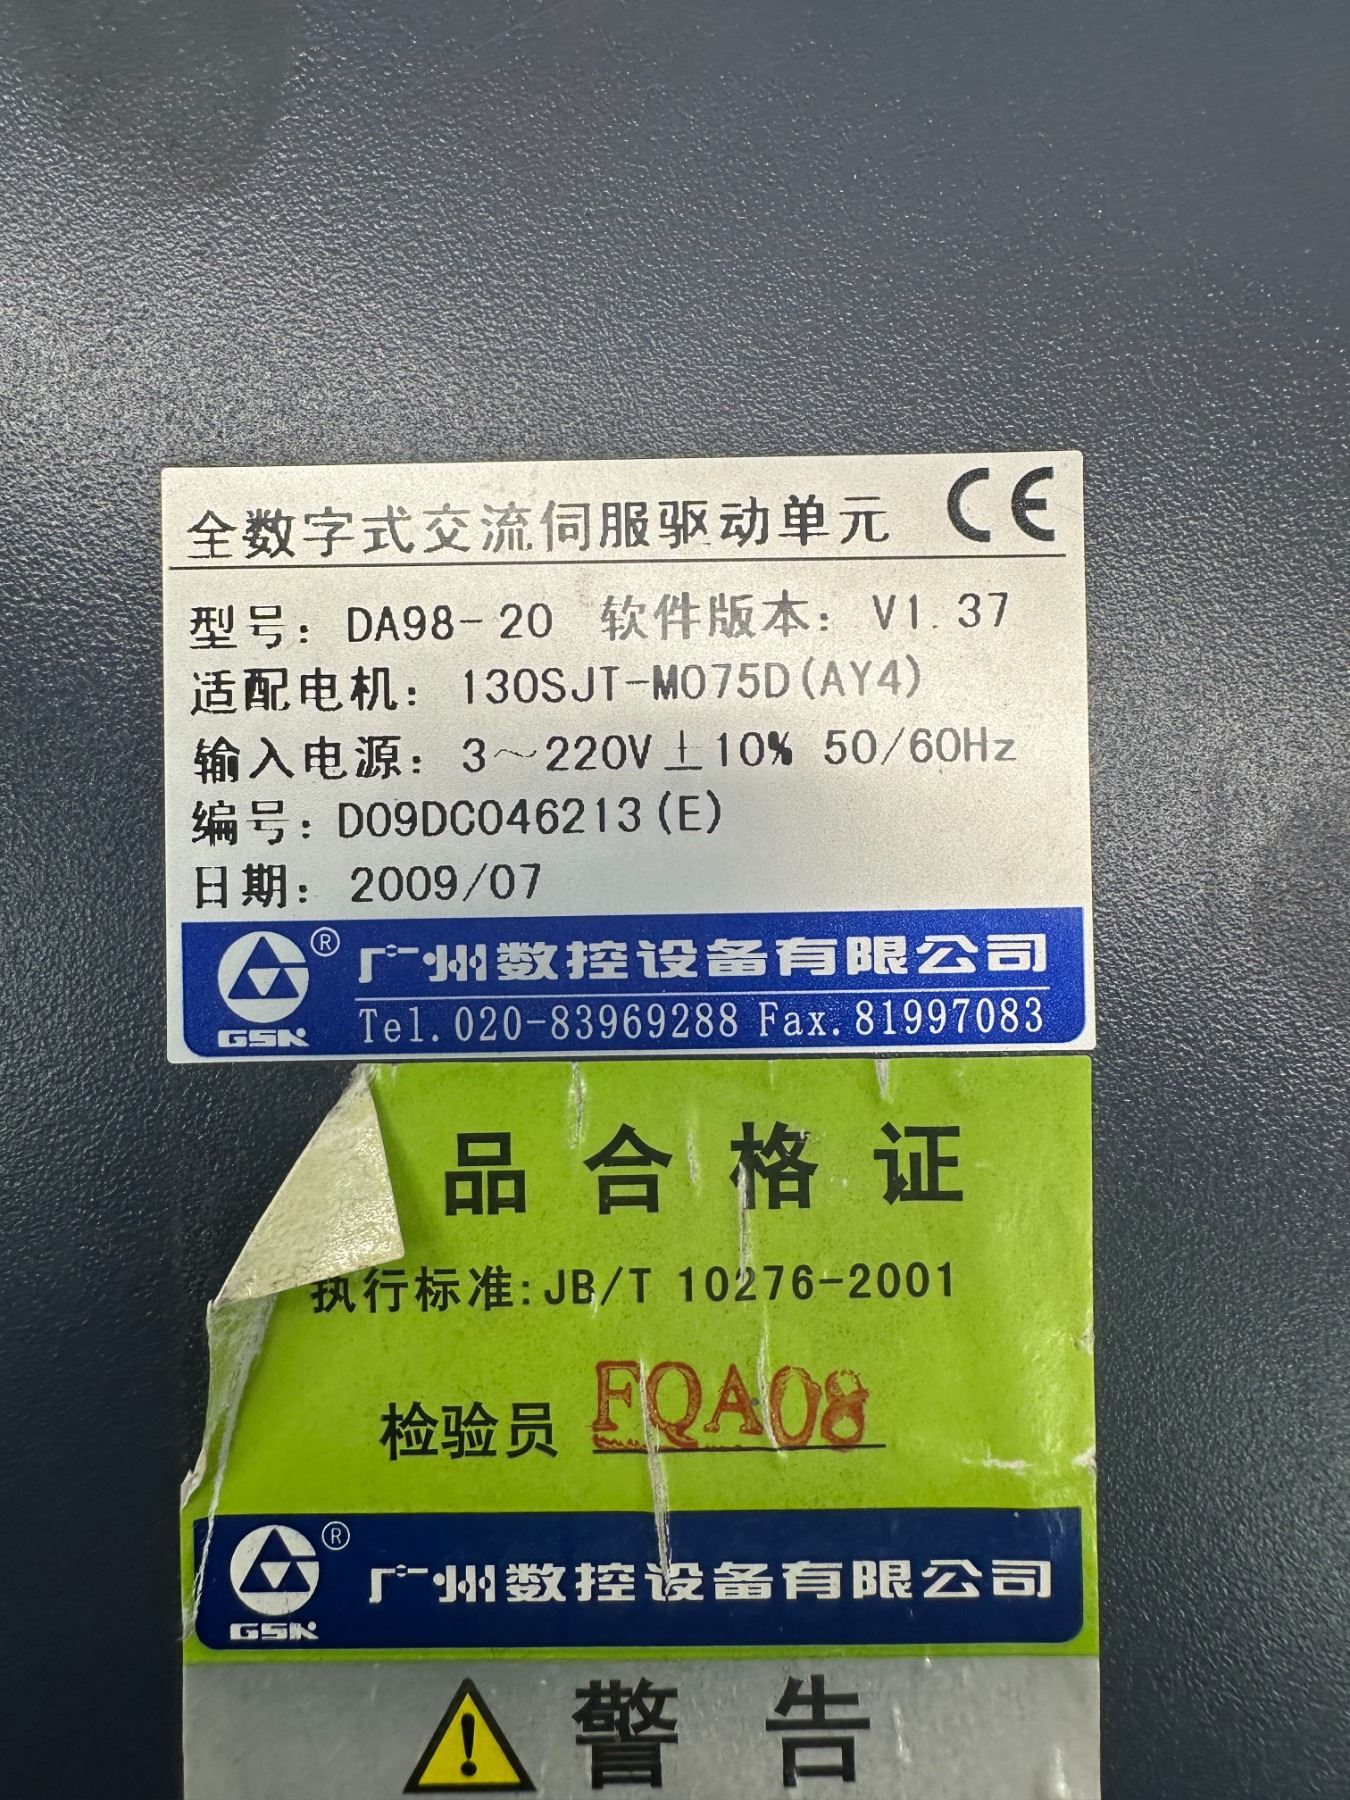 全数字式交流伺服驱动单元 CE
型号: DA98-20 软件版本: V1.37
适配电机: 130SJT-M075D(AY4)
输入电源: 3~220V±10% 50/60Hz
编号: D09DC046213(E)
日期: 2009/07
® 广州数控设备有限公司
GSK Tel. 020-83969288 Fax. 81997083
品合格证
执行标准: JB/T 10276-2001
检验员 FQA08
® 广州数控设备有限公司
GSK
警告